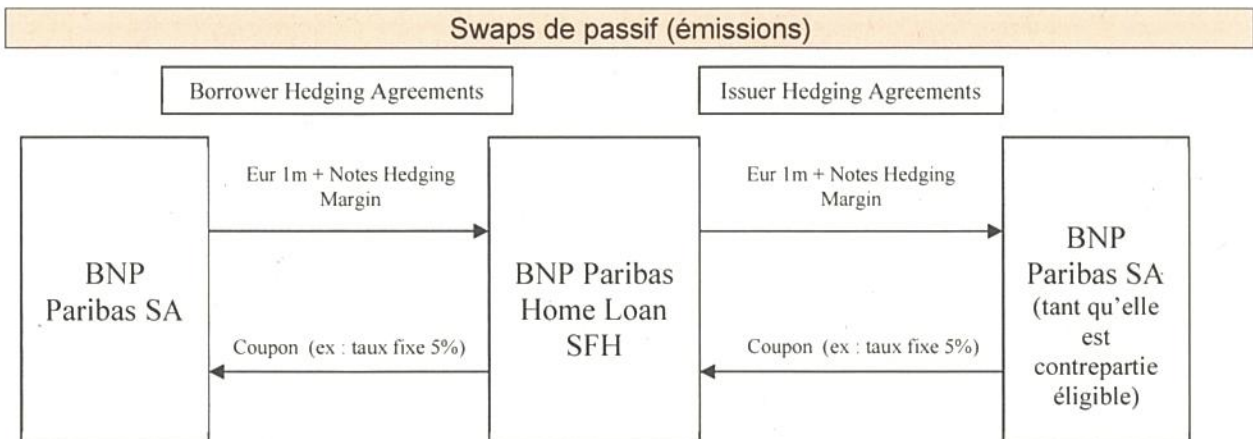 Swaps de passif (émissions)
Borrower Hedging Agreements
Issuer Hedging Agreements
BNP
Paribas SA
Eur 1m + Notes Hedging
Margin
Coupon (ex : taux fixe 5%)
BNP Paribas
Home Loan
SFH
Eur 1m + Notes Hedging
Margin
Coupon (ex : taux fixe 5%)
BNP
Paribas SA
(tant qu'elle
est
contrepartie
éligible)